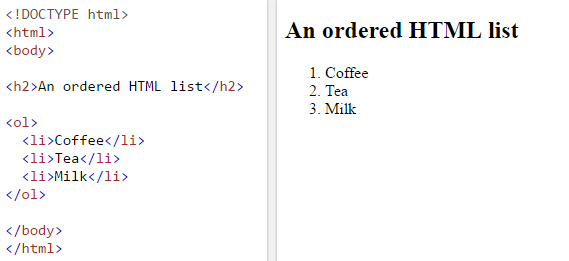 <!DOCTYPE html>
<html>
<body>

<h2>An ordered HTML list</h2>

<ol>
  <li>Coffee</li>
  <li>Tea</li>
  <li>Milk</li>
</ol>

</body>
</html>

An ordered HTML list
1. Coffee
2. Tea
3. Milk